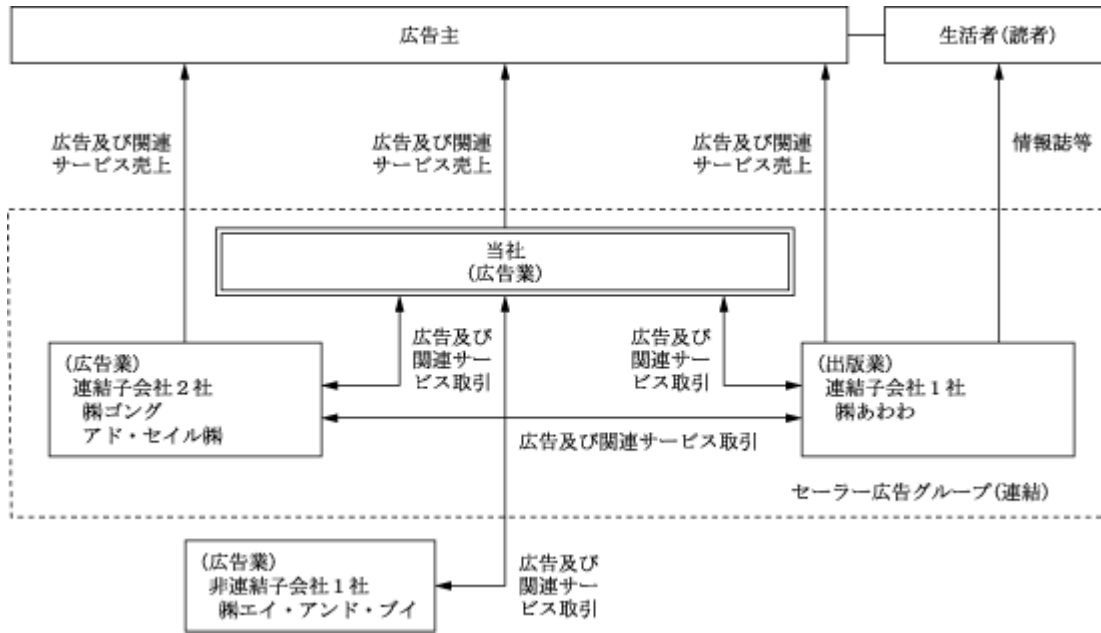 広告主
生活者(読者)
広告及び関連
サービス売上
広告及び関連
サービス売上
広告及び関連
サービス売上
情報誌等
当社
(広告業)
広告及び
関連サー
ビス取引
広告及び
関連サー
ビス取引
(広告業)
連結子会社2社
㈱ゴング
アド・セイル㈱
(出版業)
連結子会社1社
㈱あわわ
広告及び関連サービス取引
セーラー広告グループ(連結)
(広告業)
非連結子会社1社
㈱エイ・アンド・ブイ
広告及び
関連サー
ビス取引